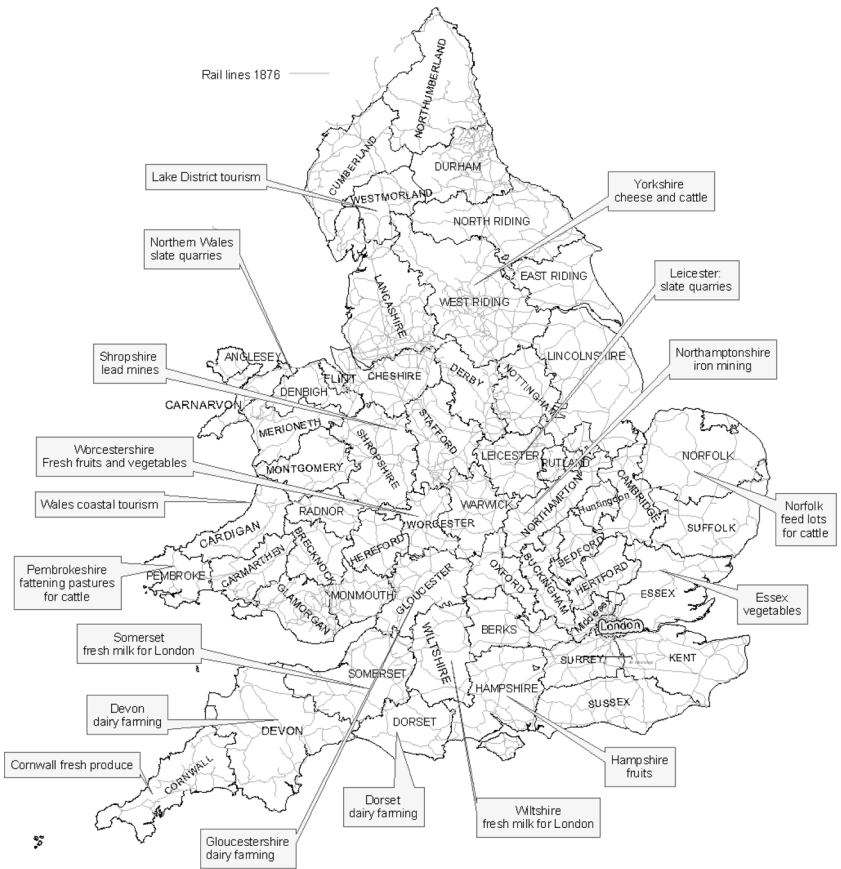 Rail lines 1876
NORTHUMBERLAND
CUMBERLAND
DURHAM
Lake District tourism
WESTMORLAND
Yorkshire
cheese and cattle
NORTH RIDING
Northern Wales
slate quarries
EAST RIDING
Leicester:
slate quarries
LANCASHIRE
WEST RIDING
Shropshire
lead mines
ANGLESEY
FLINT
CHESHIRE
DERBY
NOTTINGHAM
LINCOLNSHIRE
Northamptonshire
iron mining
DENBIGH
CARNARVON
MERIONETH
STAFFORD
SHROPSHIRE
Worcestershire
Fresh fruits and vegetables
MONTGOMERY
LEICESTER
RUTLAND
NORFOLK
Wales coastal tourism
RADNOR
WORCESTER
WARWICK
NORTHAMPTON
Huntingdon
CAMBRIDGE
SUFFOLK
Norfolk
feed lots
for cattle
CARDIGAN
BRECKNOCK
HEREFORD
BEDFORD
Pembrokeshire
fattening pastures
for cattle
PEMBROKE
CARMARTHEN
GLAMORGAN
MONMOUTH
GLOUCESTER
OXFORD
BUCKINGHAM
HERTFORD
ESSEX
Essex
vegetables
Middlesex
London
Somerset
fresh milk for London
WILTSHIRE
BERKS
SURREY
KENT
SOMERSET
HAMPSHIRE
SUSSEX
Devon
dairy farming
DEVON
DORSET
Cornwall fresh produce
CORNWALL
Hampshire
fruits
Dorset
dairy farming
Wiltshire
fresh milk for London
Gloucestershire
dairy farming